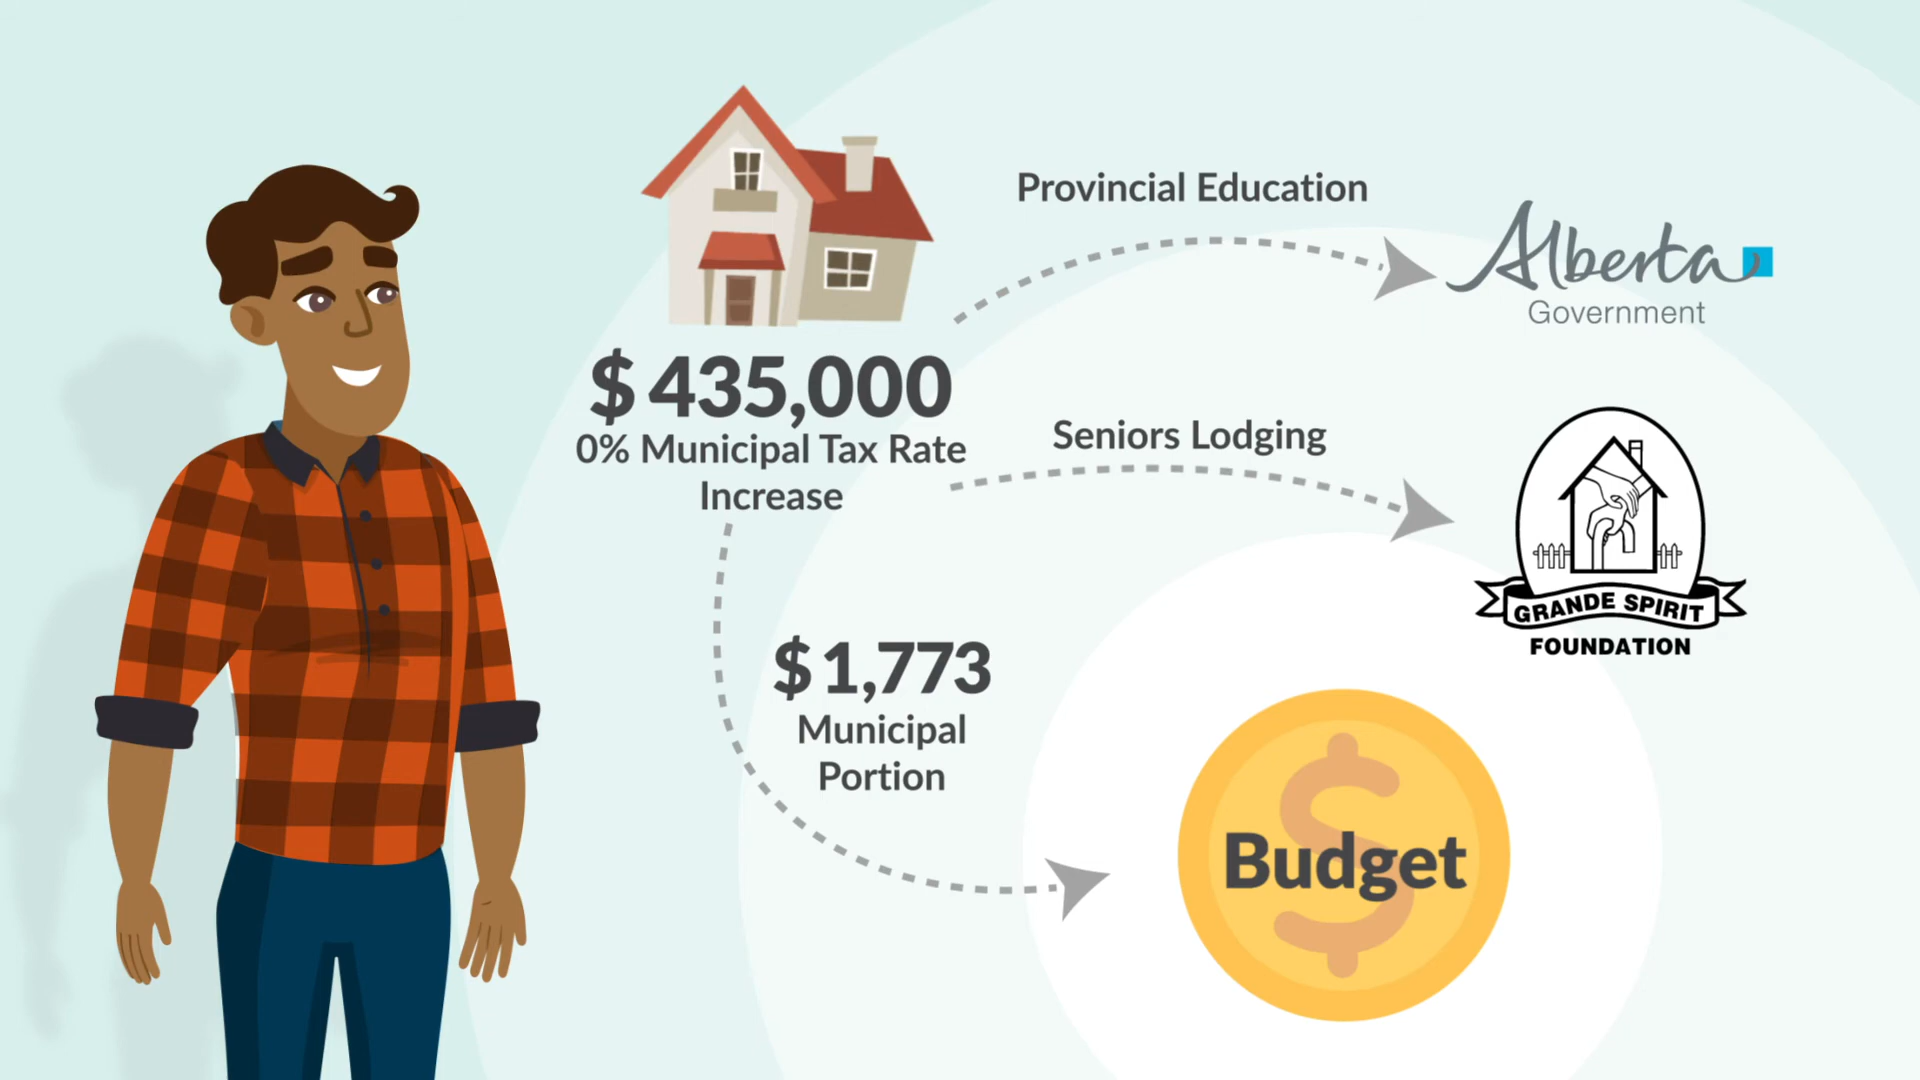 Provincial Education
Alberta
Government
$435,000
0% Municipal Tax Rate
Increase
Seniors Lodging
GRANDE SPIRIT
FOUNDATION
$1,773
Municipal
Portion
Budget